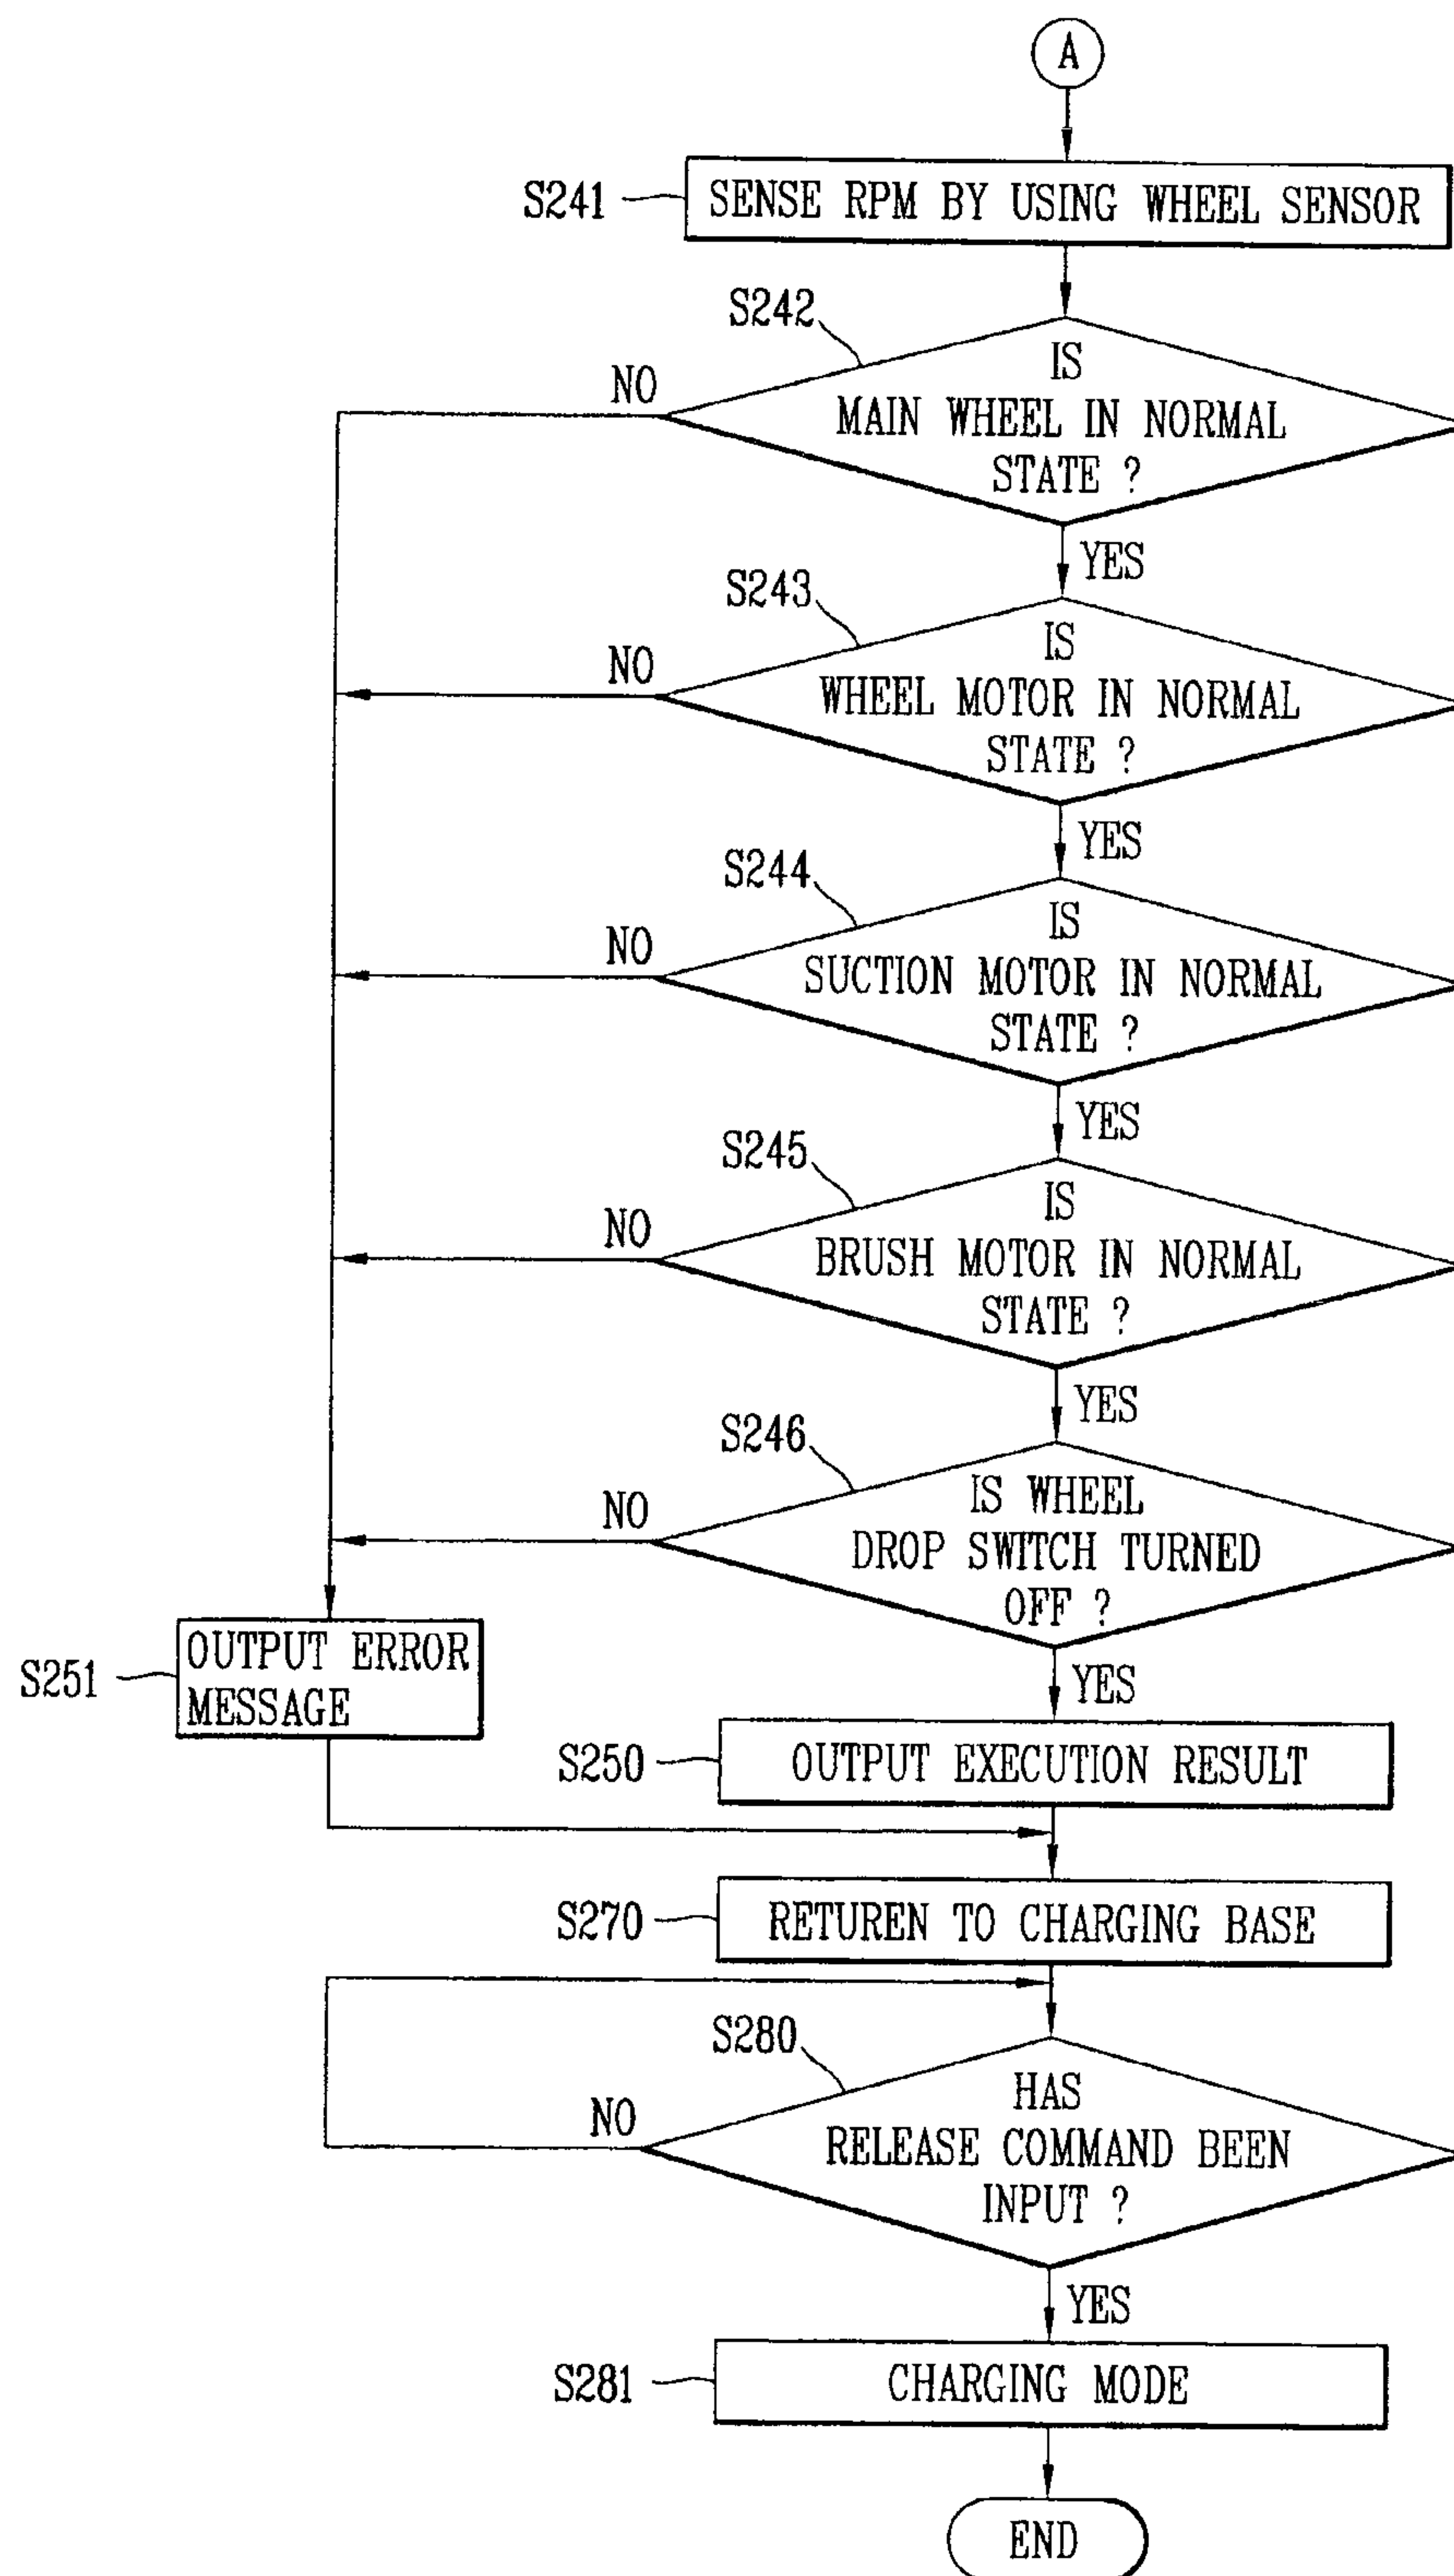 A
S241
SENSE RPM BY USING WHEEL SENSOR
S242
NO
IS
MAIN WHEEL IN NORMAL
STATE ?
YES
S243
NO
IS
WHEEL MOTOR IN NORMAL
STATE ?
YES
S244
NO
IS
SUCTION MOTOR IN NORMAL
STATE ?
YES
S245
NO
IS
BRUSH MOTOR IN NORMAL
STATE ?
YES
S246
NO
IS WHEEL
DROP SWITCH TURNED
OFF ?
YES
S251
OUTPUT ERROR
MESSAGE
S250
OUTPUT EXECUTION RESULT
S270
RETUREN TO CHARGING BASE
S280
NO
HAS
RELEASE COMMAND BEEN
INPUT ?
YES
S281
CHARGING MODE
END